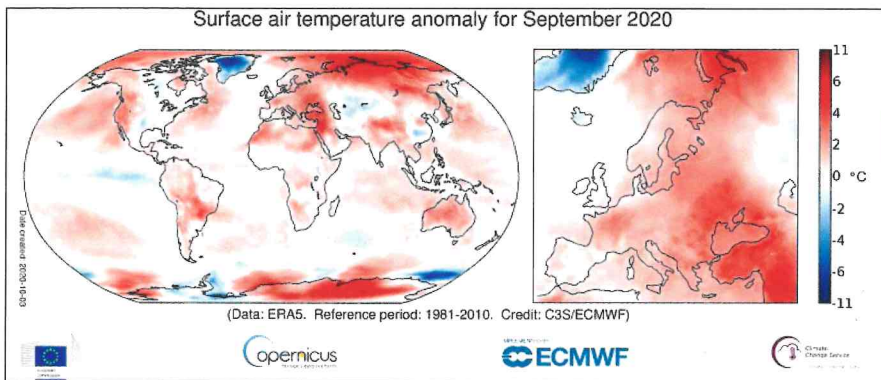 Surface air temperature anomaly for September 2020
11
6
4
2
0 °C
-2
-4
-6
-11
Date created: 2020-10-03
(Data: ERA5. Reference period: 1981-2010. Credit: C3S/ECMWF)
Copernicus
ECMWF
Climate
Change Service